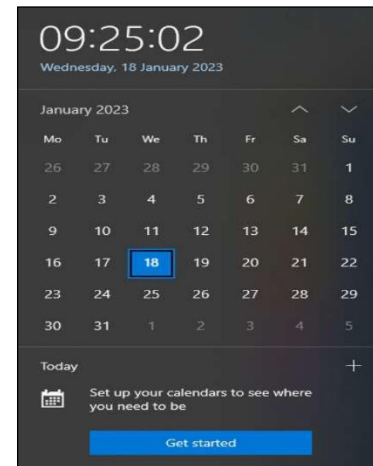 09:25:02
Wednesday, 18 January 2023
January 2023
Mo Tu We Th Fr Sa Su
26 27 28 29 30 31 1
2 3 4 5 6 7 8
9 10 11 12 13 14 15
16 17 18 19 20 21 22
23 24 25 26 27 28 29
30 31 1 2 3 4 5
Today
Set up your calendars to see where
you need to be
Get started